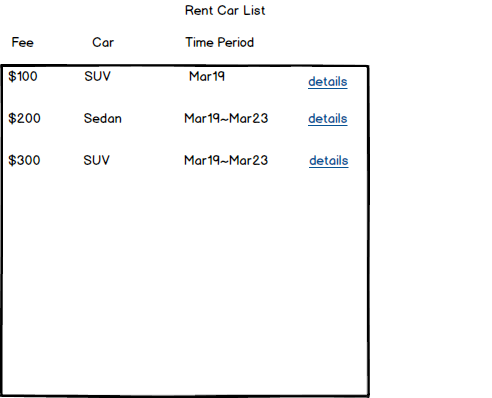 Rent Car List
Fee Car Time Period
$100 SUV Mar19 details
$200 Sedan Mar19~Mar23 details
$300 SUV Mar19~Mar23 details